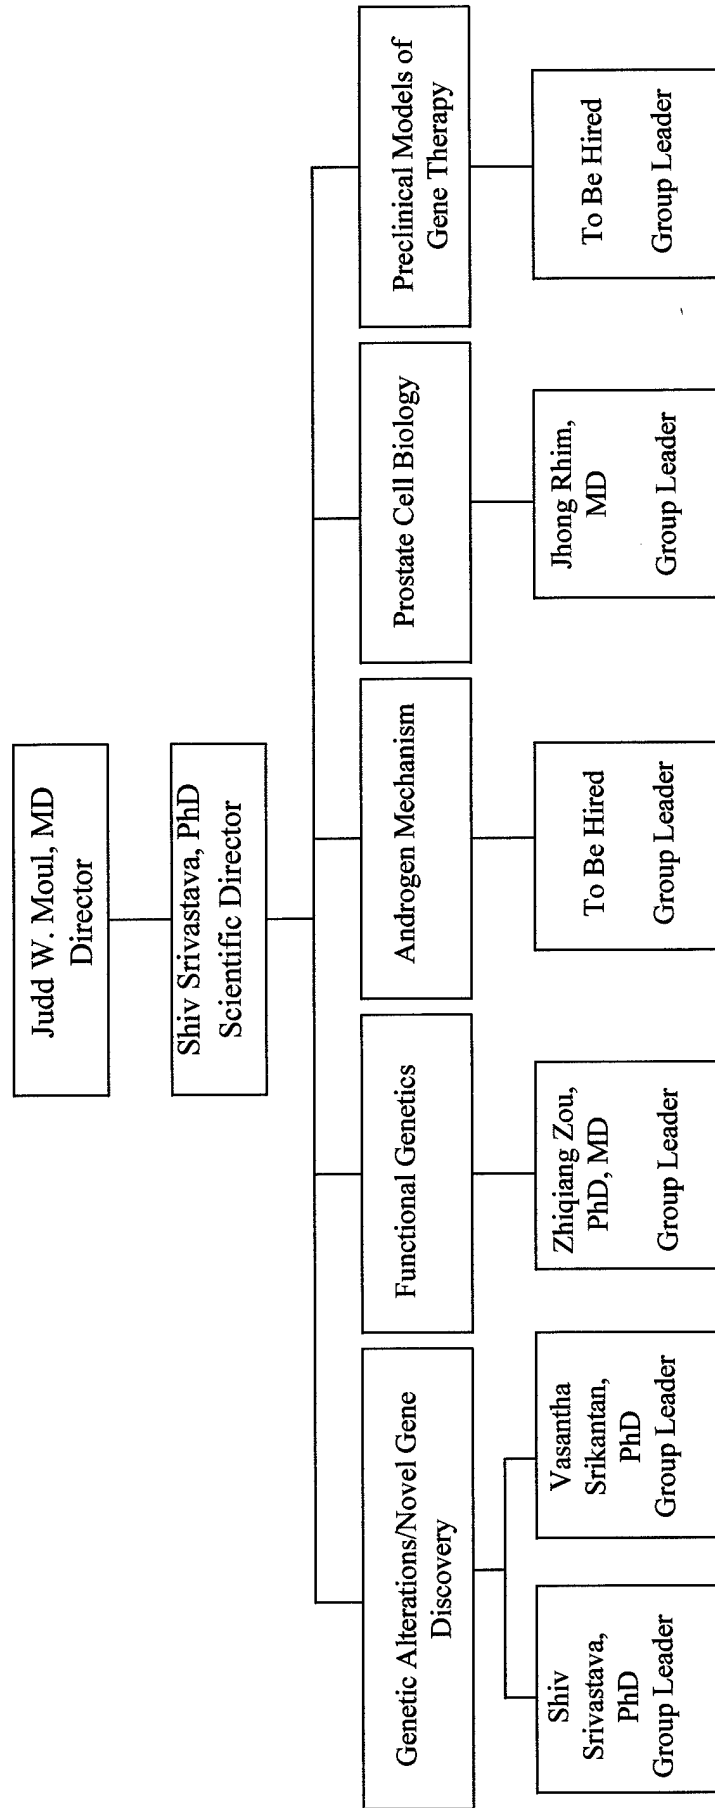 Judd W. Moul, MD
Director
Shiv Srivastava, PhD
Scientific Director
Genetic Alterations/Novel Gene
Discovery
Functional Genetics
Androgen Mechanism
Prostate Cell Biology
Preclinical Models of
Gene Therapy
Shiv
Srivastava,
PhD
Group Leader
Vasantha
Srikantan,
PhD
Group Leader
Zhiqiang Zou,
PhD, MD
Group Leader
To Be Hired
Group Leader
Jhong Rhim,
MD
Group Leader
To Be Hired
Group Leader